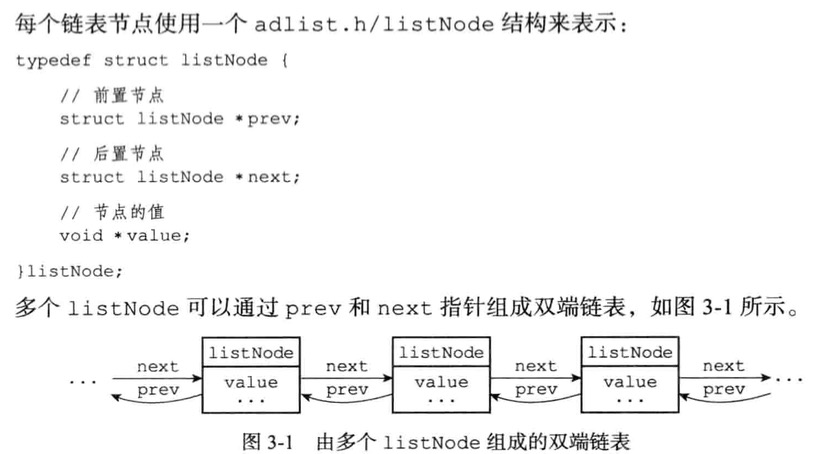 每个链表节点使用一个 adlist.h/listNode 结构来表示:
typedef struct listNode {
// 前置节点
struct listNode *prev;
// 后置节点
struct listNode *next;
// 节点的值
void *value;
}listNode;
多个 listNode 可以通过 prev 和 next 指针组成双端链表，如图 3-1 所示。
listNode listNode listNode
... next next next next ...
prev value prev value prev value prev
... ... ...
图 3-1 由多个 listNode 组成的双端链表